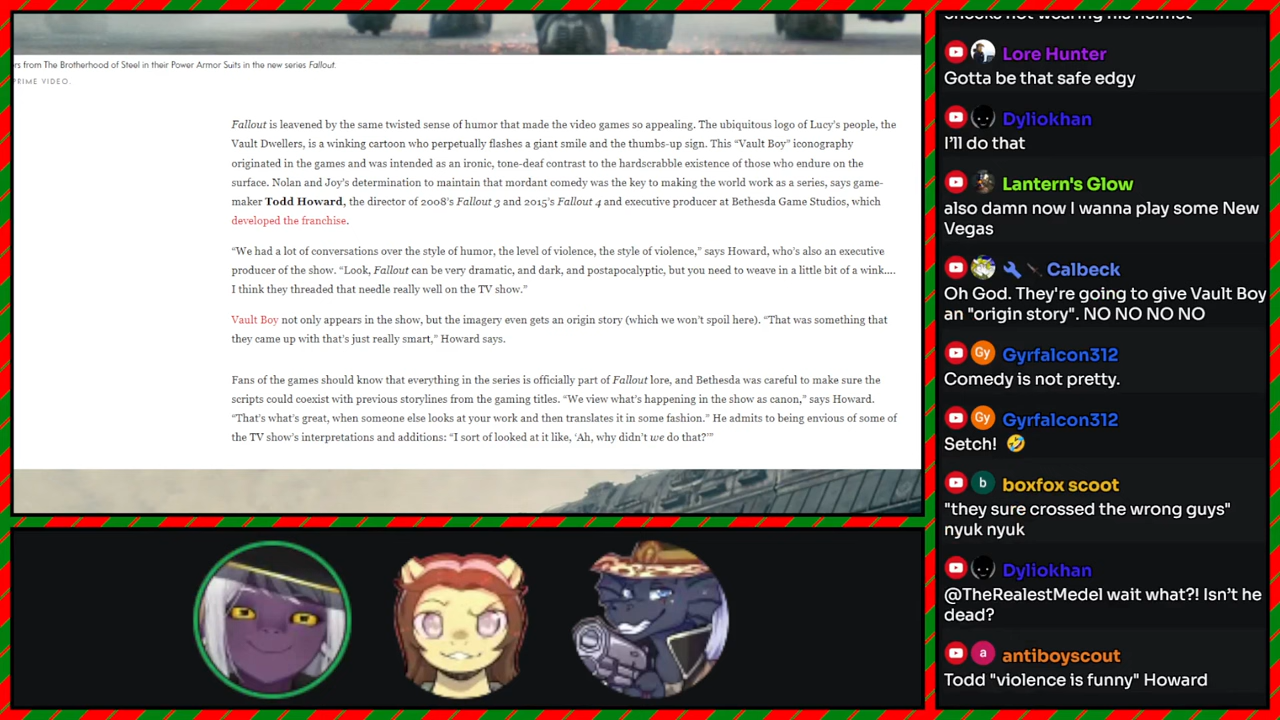 rs from The Brotherhood of Steel in their Power Armor Suits in the new series Fallout.
PRIME VIDEO.
Fallout is leavened by the same twisted sense of humor that made the video games so appealing. The ubiquitous logo of Lucy’s people, the
Vault Dwellers, is a winking cartoon who perpetually flashes a giant smile and the thumbs-up sign. This “Vault Boy” iconography
originated in the games and was intended as an ironic, tone-deaf contrast to the hardscrabble existence of those who endure on the
surface. Nolan and Joy’s determination to maintain that mordant comedy was the key to making the world work as a series, says game-
maker Todd Howard, the director of 2008’s Fallout 3 and 2015’s Fallout 4 and executive producer at Bethesda Game Studios, which
developed the franchise.
“We had a lot of conversations over the style of humor, the level of violence, the style of violence,” says Howard, who’s also an executive
producer of the show. “Look, Fallout can be very dramatic, and dark, and postapocalyptic, but you need to weave in a little bit of a wink....
I think they threaded that needle really well on the TV show.”
Vault Boy not only appears in the show, but the imagery even gets an origin story (which we won’t spoil here). “That was something that
they came up with that’s just really smart,” Howard says.
Fans of the games should know that everything in the series is officially part of Fallout lore, and Bethesda was careful to make sure the
scripts could coexist with previous storylines from the gaming titles. “We view what’s happening in the show as canon,” says Howard.
“That’s what’s great, when someone else looks at your work and then translates it in some fashion.” He admits to being envious of some of
the TV show’s interpretations and additions: “I sort of looked at it like, ‘Ah, why didn’t we do that?’”
shocks not wearing his helmet
Lore Hunter
Gotta be that safe edgy
Dyliokhan
I’ll do that
Lantern's Glow
also damn now I wanna play some New
Vegas
Calbeck
Oh God. They're going to give Vault Boy
an "origin story". NO NO NO NO
Gyrfalcon312
Comedy is not pretty.
Gyrfalcon312
Setch! 🤣
boxfox scoot
"they sure crossed the wrong guys"
nyuk nyuk
Dyliokhan
@TheRealestMedel wait what?! Isn’t he
dead?
antiboyscout
Todd "violence is funny" Howard